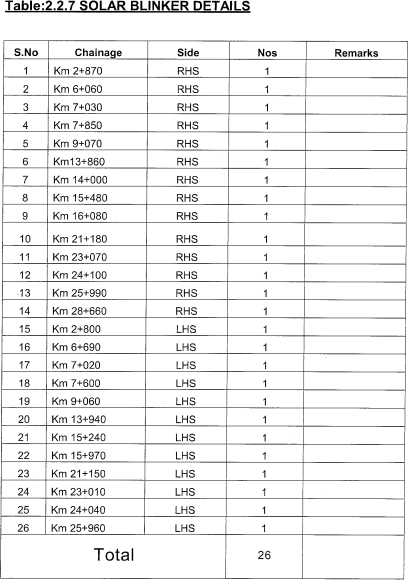 Table:2.2.7 SOLAR BLINKER DETAILS
S.No Chainage Side Nos Remarks
1 Km 2+870 RHS 1
2 Km 6+060 RHS 1
3 Km 7+030 RHS 1
4 Km 7+850 RHS 1
5 Km 9+070 RHS 1
6 Km13+860 RHS 1
7 Km 14+000 RHS 1
8 Km 15+480 RHS 1
9 Km 16+080 RHS 1
10 Km 21+180 RHS 1
11 Km 23+070 RHS 1
12 Km 24+100 RHS 1
13 Km 25+990 RHS 1
14 Km 28+660 RHS 1
15 Km 2+800 LHS 1
16 Km 6+690 LHS 1
17 Km 7+020 LHS 1
18 Km 7+600 LHS 1
19 Km 9+060 LHS 1
20 Km 13+940 LHS 1
21 Km 15+240 LHS 1
22 Km 15+970 LHS 1
23 Km 21+150 LHS 1
24 Km 23+010 LHS 1
25 Km 24+040 LHS 1
26 Km 25+960 LHS 1
Total 26